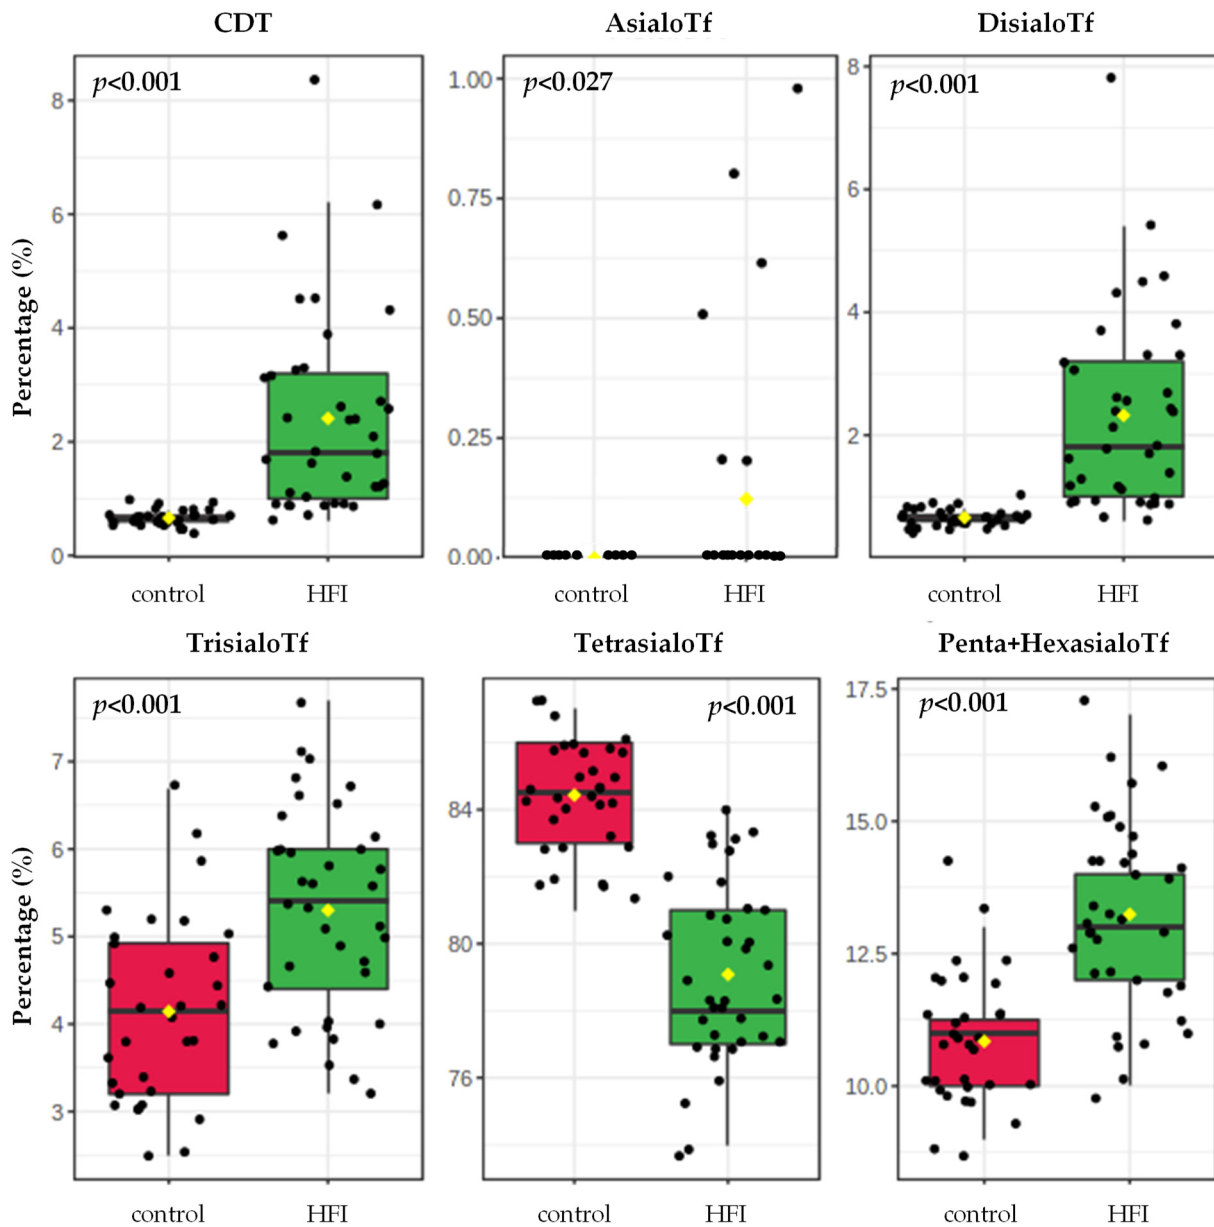 CDT
AsialoTf
DisialoTf
p<0.001
p<0.027
p<0.001
8
6
4
2
0
1.00
0.75
0.50
0.25
0.00
8
6
4
2
Percentage (%)
control
HFI
control
HFI
control
HFI
TrisialoTf
TetrasialoTf
Penta+HexasialoTf
p<0.001
p<0.001
p<0.001
7
6
5
4
3
84
80
76
17.5
15.0
12.5
10.0
Percentage (%)
control
HFI
control
HFI
control
HFI